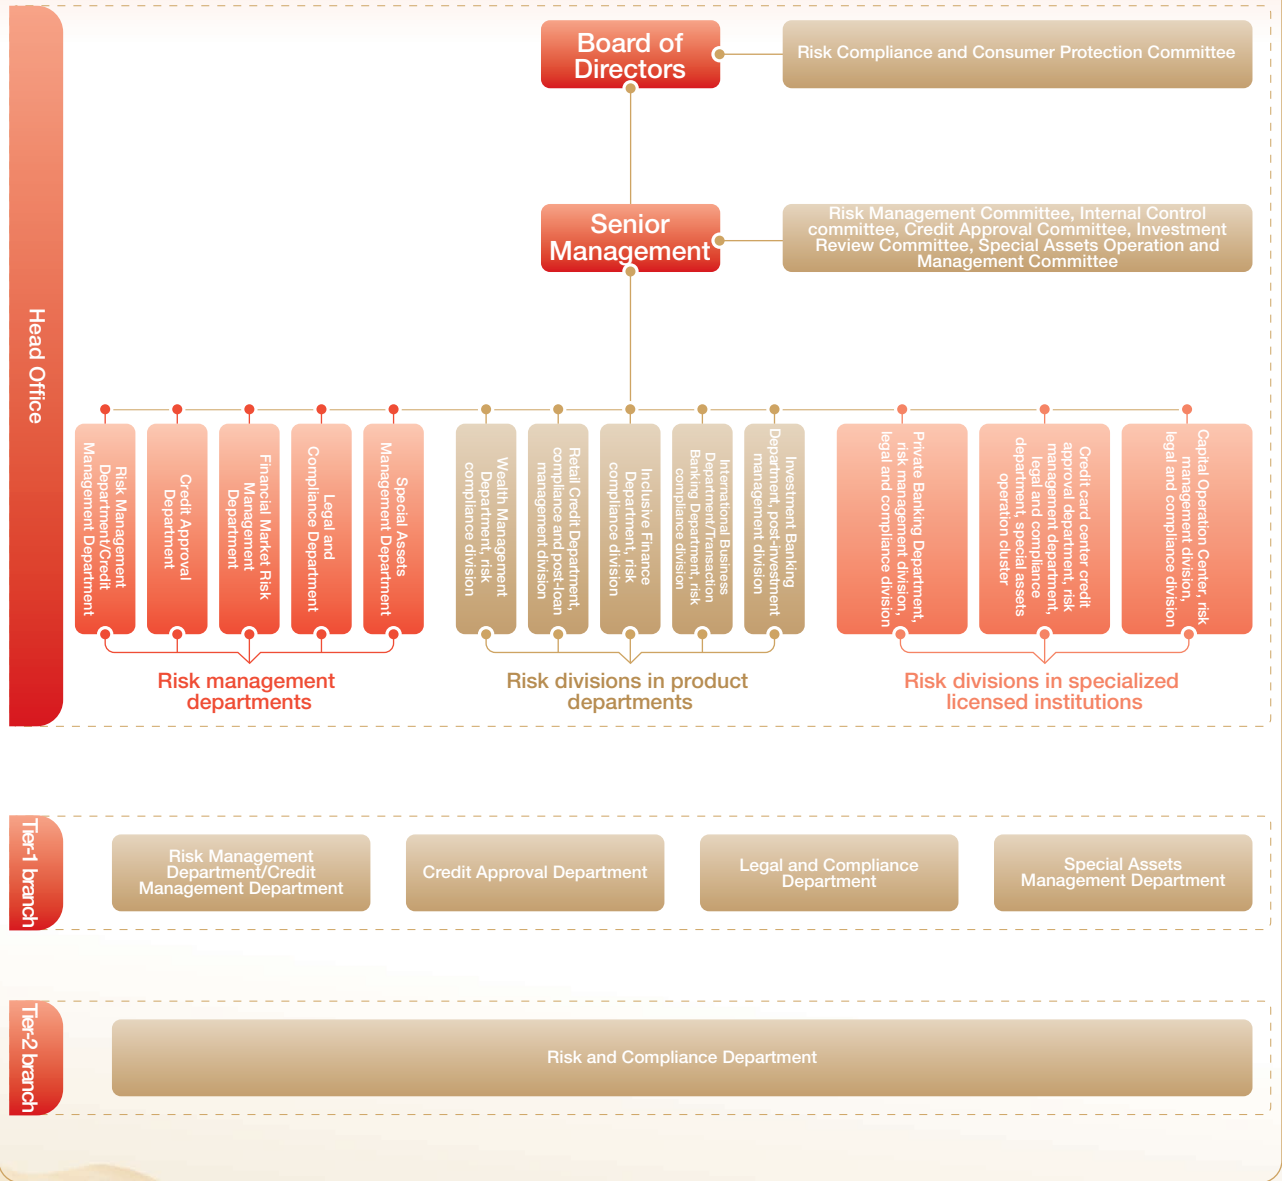 Head Office
Board of
Directors
Risk Compliance and Consumer Protection Committee
Senior
Management
Risk Management Committee, Internal Control
committee, Credit Approval Committee, Investment
Review Committee, Special Assets Operation and
Management Committee
Risk Management
Department/Credit
Management Department
Credit Approval
Department
Financial Market Risk
Management
Department
Legal and
Compliance Department
Special Assets
Management Department
Wealth Management
Department, risk
compliance division
Retail Credit Department,
compliance and post-loan
management division
Inclusive Finance
Department, risk
compliance division
International Business
Department/Transaction
Banking Department, risk
compliance division
Investment Banking
Department, post-investment
management division
Private Banking Department,
risk management division,
legal and compliance division
Credit card center credit
approval department, risk
management department,
legal and compliance
department, special assets
operation cluster
Capital Operation Center, risk
management division,
legal and compliance division
Risk management
departments
Risk divisions in product
departments
Risk divisions in specialized
licensed institutions
Tier-1 branch
Risk Management
Department/Credit
Management Department
Credit Approval Department
Legal and Compliance
Department
Special Assets
Management Department
Tier-2 branch
Risk and Compliance Department